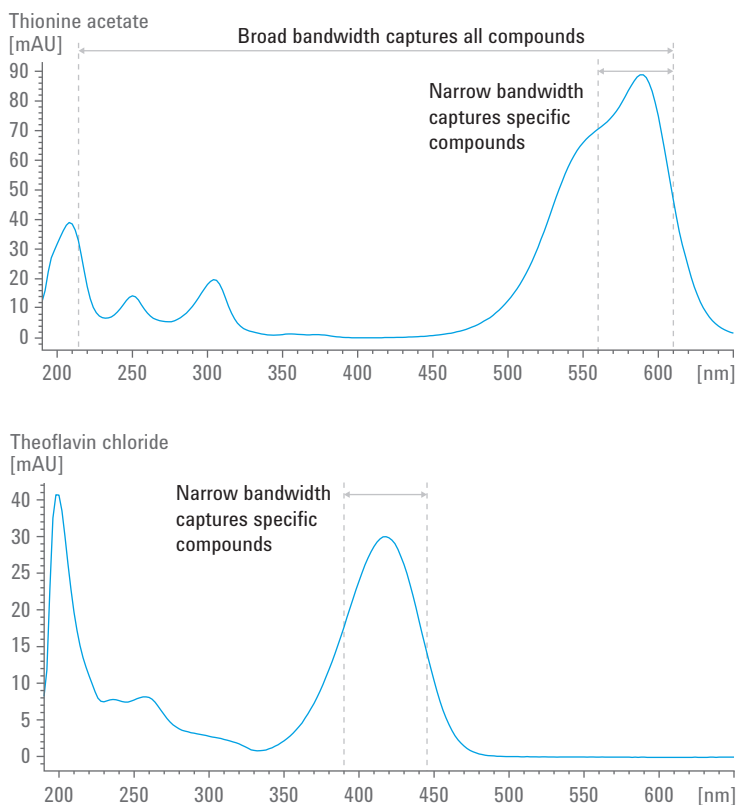 Thionine acetate
[mAU]
Broad bandwidth captures all compounds
Narrow bandwidth
captures specific
compounds
90
80
70
60
50
40
30
20
10
0
200 250 300 350 400 450 500 550 600 [nm]
Theoflavin chloride
[mAU]
Narrow bandwidth
captures specific
compounds
40
30
25
20
15
10
5
0
200 250 300 350 400 450 500 550 600 [nm]